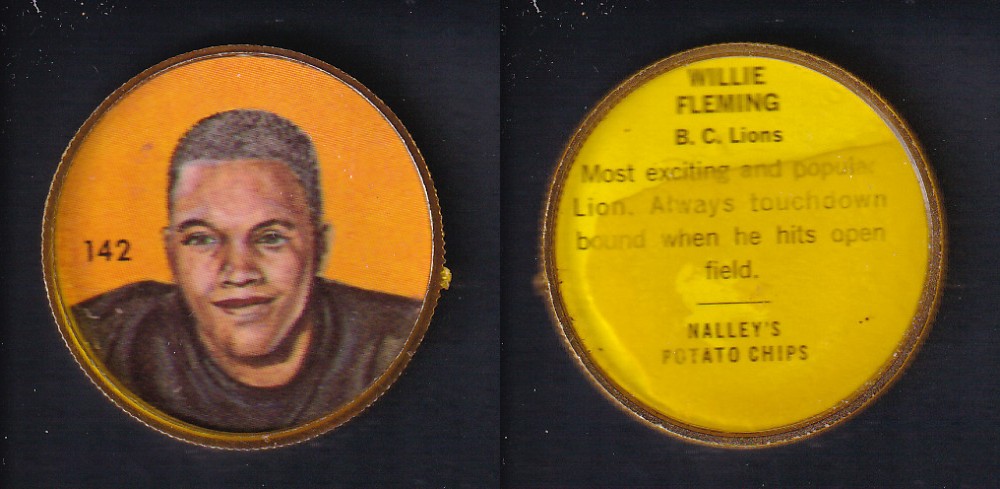 142
WILLIE
FLEMING
B. C. Lions
Most exciting and popular
Lion. Always touchdown
bound when he hits open
field.
NALLEY'S
POTATO CHIPS